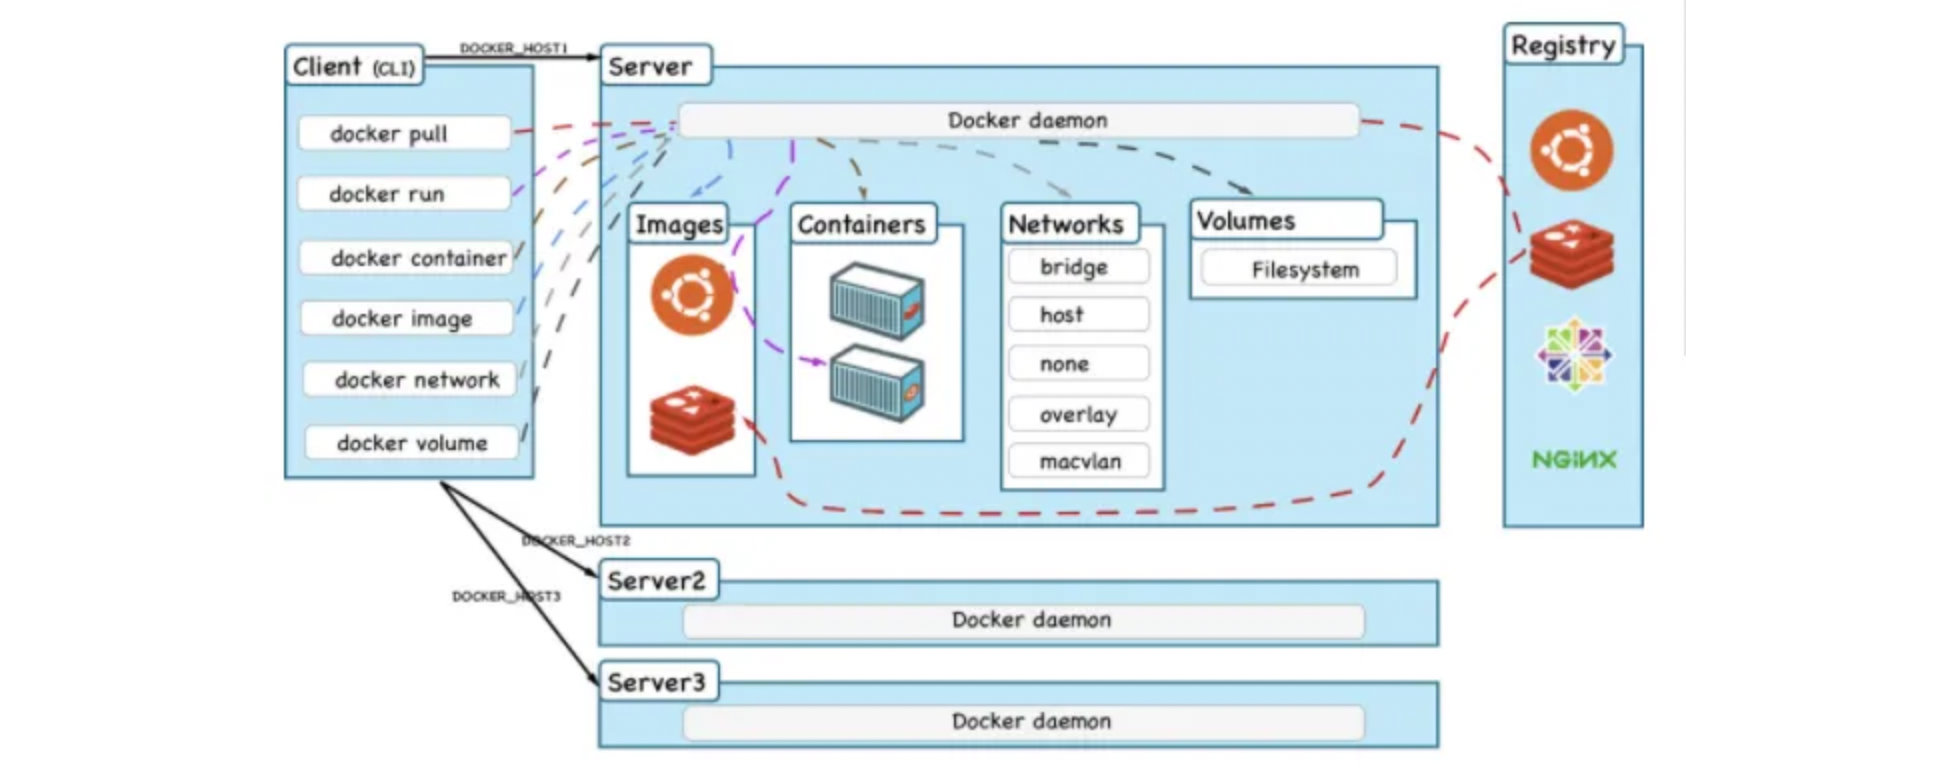 DOCKER_HOST1
Client (CLI)
docker pull
docker run
docker container
docker image
docker network
docker volume
Server
Docker daemon
Images
Containers
Networks
bridge
host
none
overlay
macvlan
Volumes
Filesystem
Registry
NGINX
DOCKER_HOST2
DOCKER_HOST3
Server2
Docker daemon
Server3
Docker daemon